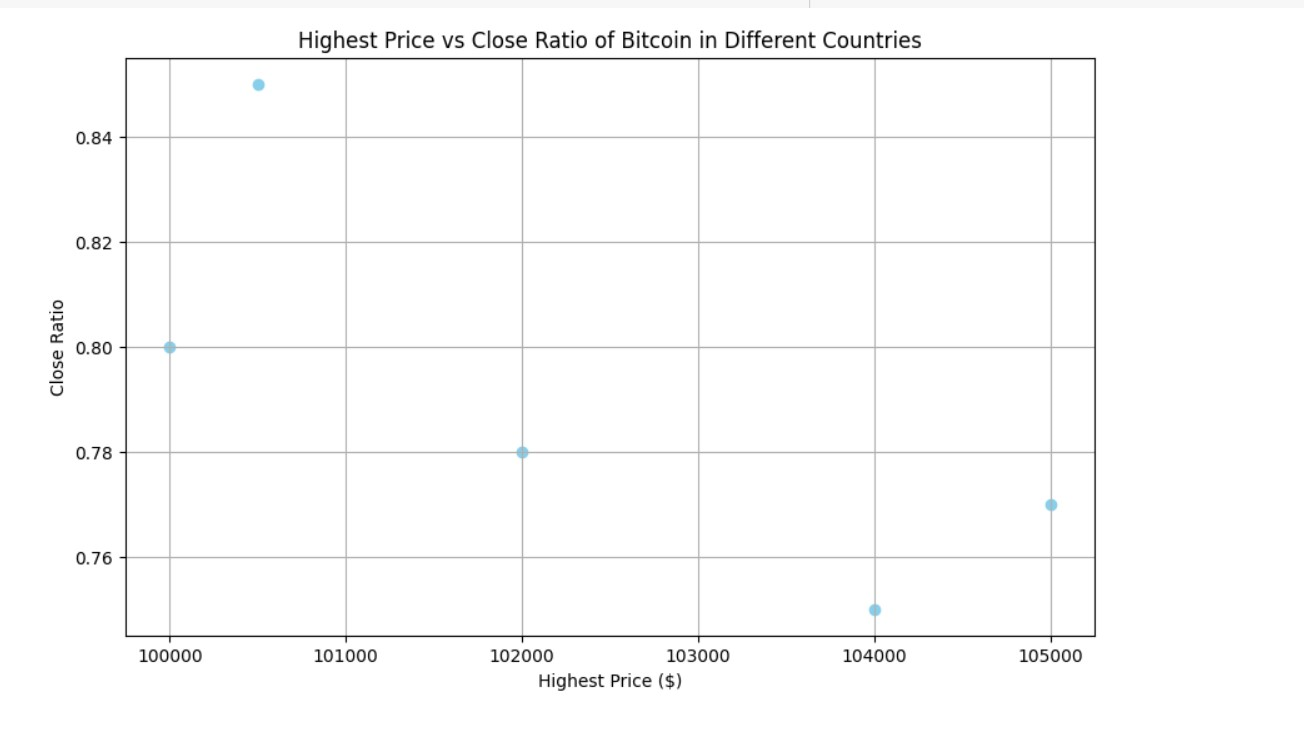 Highest Price vs Close Ratio of Bitcoin in Different Countries
0.84
0.82
0.80
0.78
0.76
Close Ratio
100000 101000 102000 103000 104000 105000
Highest Price ($)